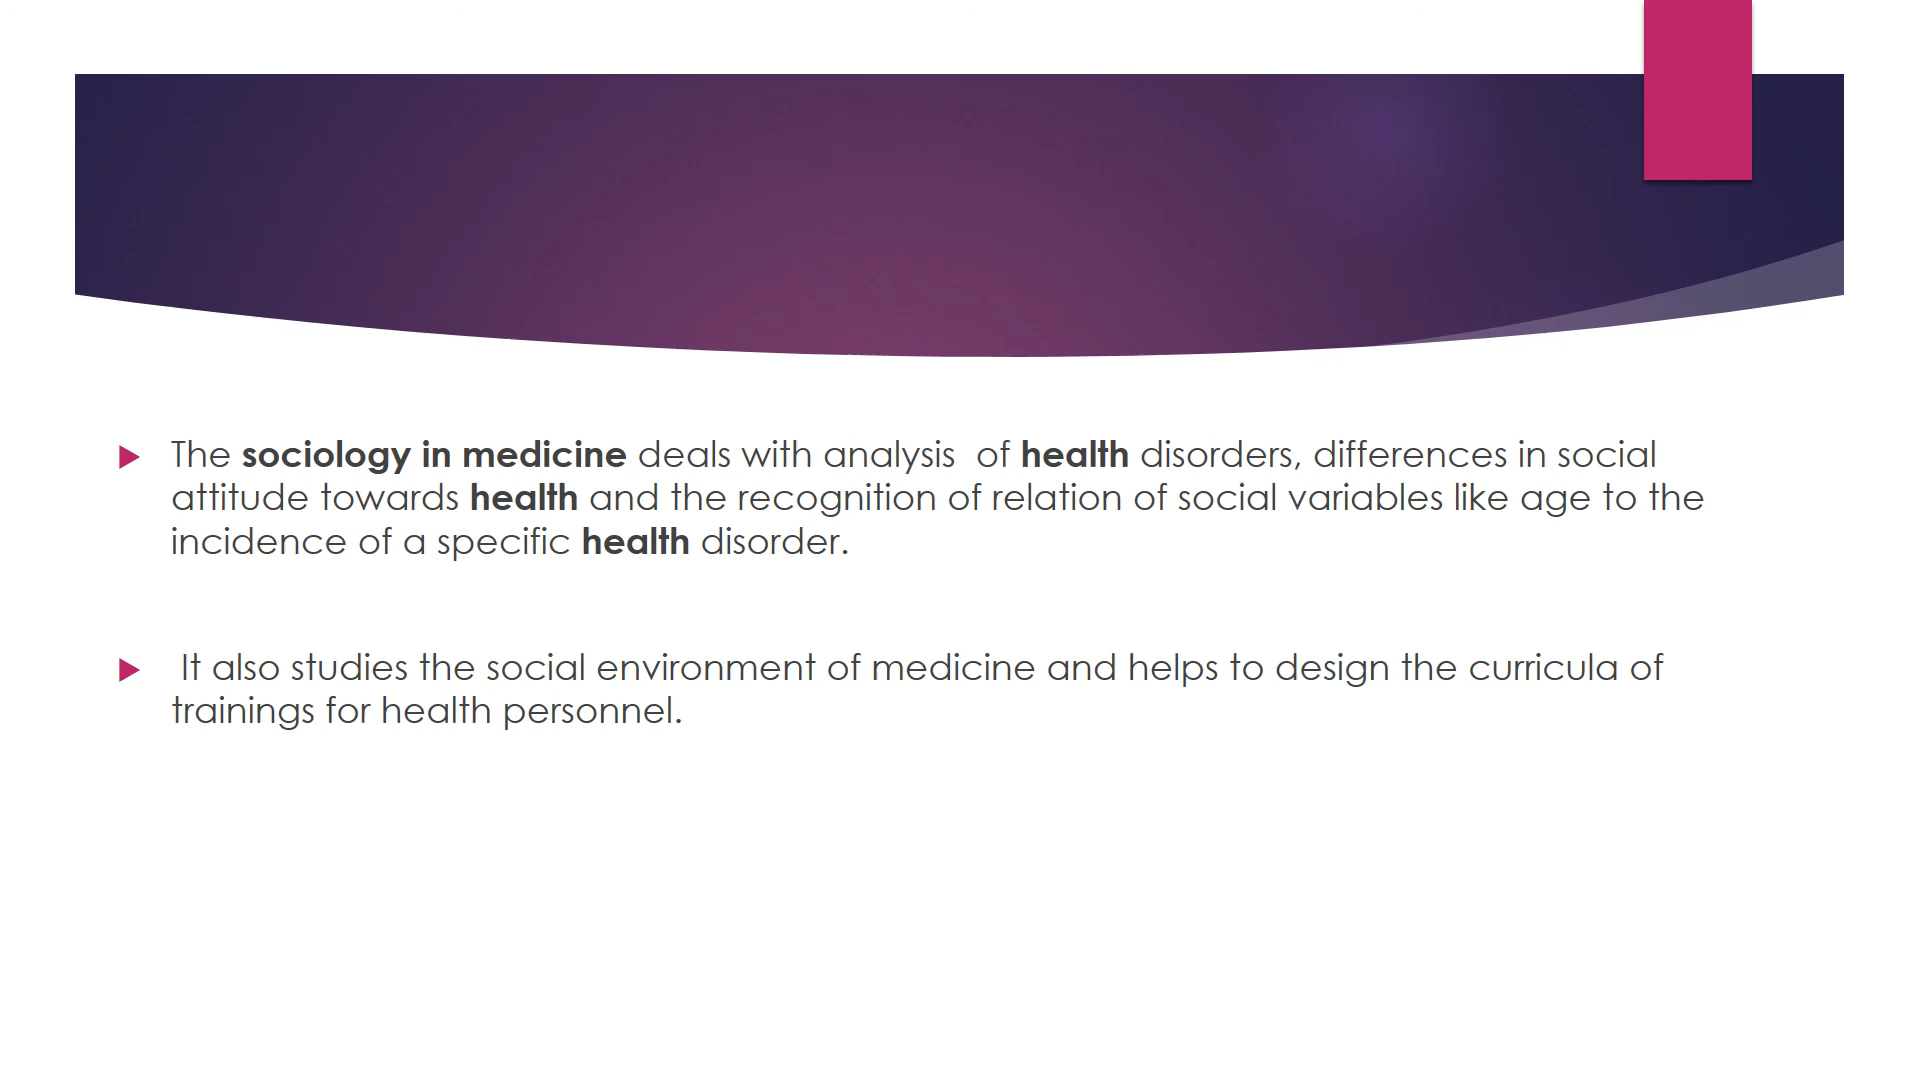 The sociology in medicine deals with analysis  of health disorders, differences in social
attitude towards health and the recognition of relation of social variables like age to the
incidence of a specific health disorder.
It also studies the social environment of medicine and helps to design the curricula of
trainings for health personnel.